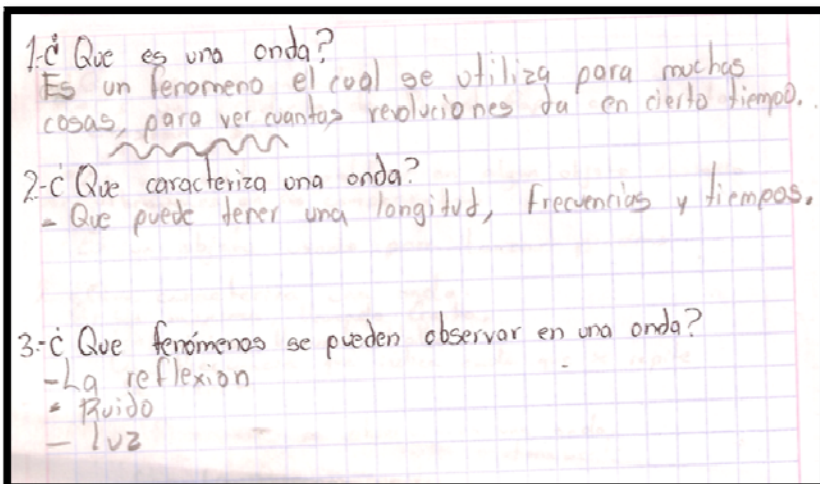 1-¿ Que es una onda?
Es un fenomeno el cual se utiliza para muchas
cosas, para ver cuantas revoluciones da en cierto tiempo.
2-¿ Que caracteriza una onda?
- Que puede tener una longitud, frecuencias y tiempos.
3-¿ Que fenómenos se pueden observar en una onda?
-La reflexion
- Ruido
- luz